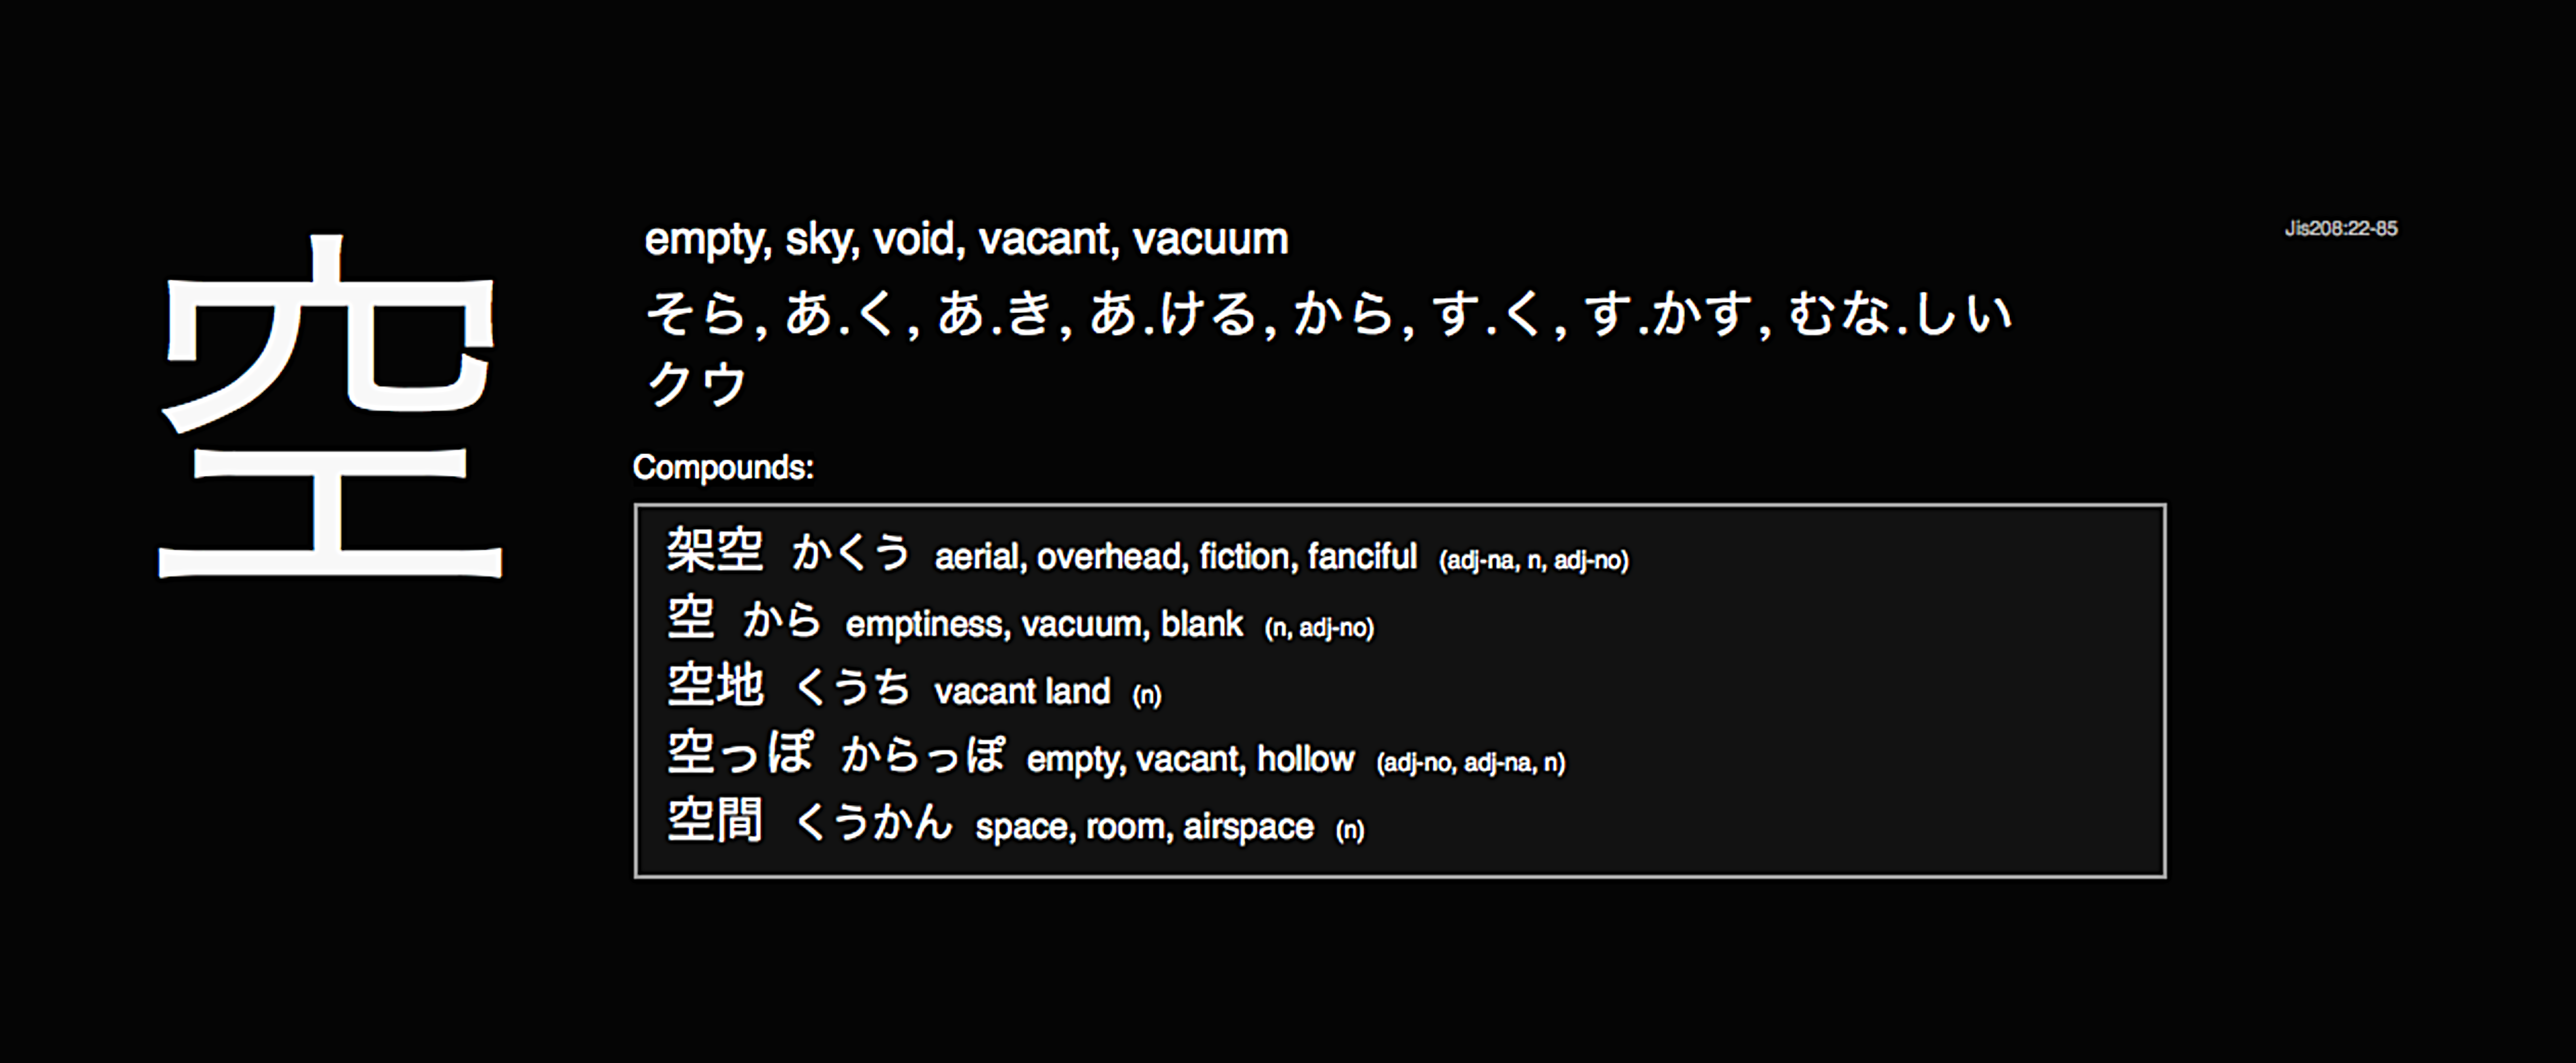 空
empty, sky, void, vacant, vacuum
Jis208:22-85
そら, あ.く, あ.き, あ.ける, から, す.く, す.かす, むな.しい
クウ
Compounds:
架空 かくう aerial, overhead, fiction, fanciful (adj-na, n, adj-no)
空 から emptiness, vacuum, blank (n, adj-no)
空地 くうち vacant land (n)
空っぽ からっぽ empty, vacant, hollow (adj-no, adj-na, n)
空間 くうかん space, room, airspace (n)